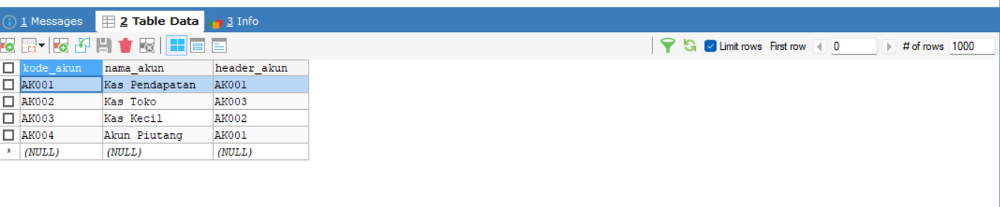 1 Messages 2 Table Data 3 Info
Limit rows First row 0 # of rows 1000
kode_akun nama_akun header_akun
AK001 Kas Pendapatan AK001
AK002 Kas Toko AK003
AK003 Kas Kecil AK002
AK004 Akun Piutang AK001
* (NULL) (NULL) (NULL)